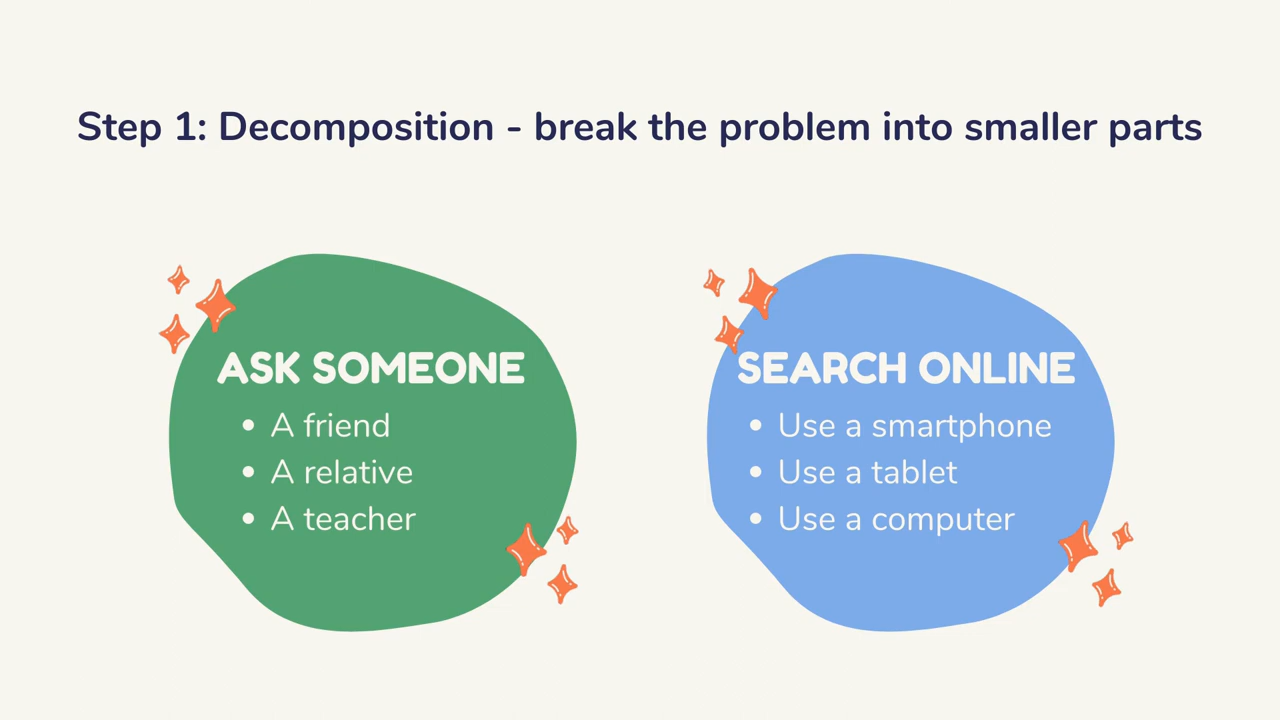 Step 1: Decomposition - break the problem into smaller parts
ASK SOMEONE
• A friend
• A relative
• A teacher
SEARCH ONLINE
• Use a smartphone
• Use a tablet
• Use a computer